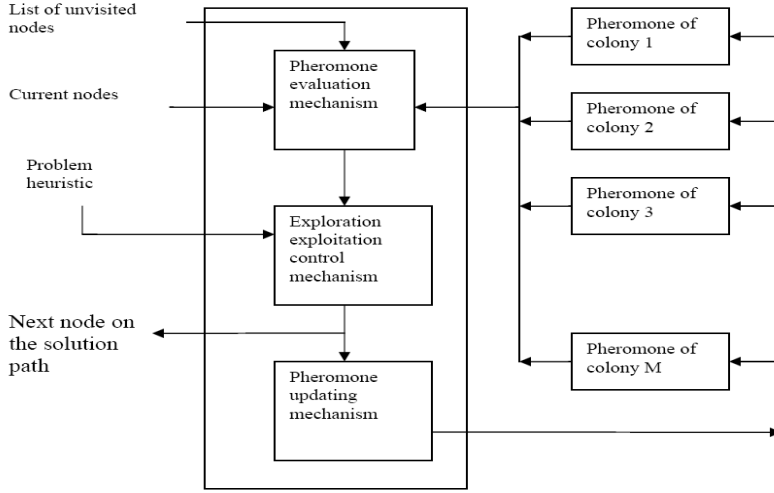 List of unvisited
nodes
Current nodes
Problem
heuristic
Next node on
the solution
path
Pheromone
evaluation
mechanism
Exploration
exploitation
control
mechanism
Pheromone
updating
mechanism
Pheromone of
colony 1
Pheromone of
colony 2
Pheromone of
colony 3
Pheromone of
colony M